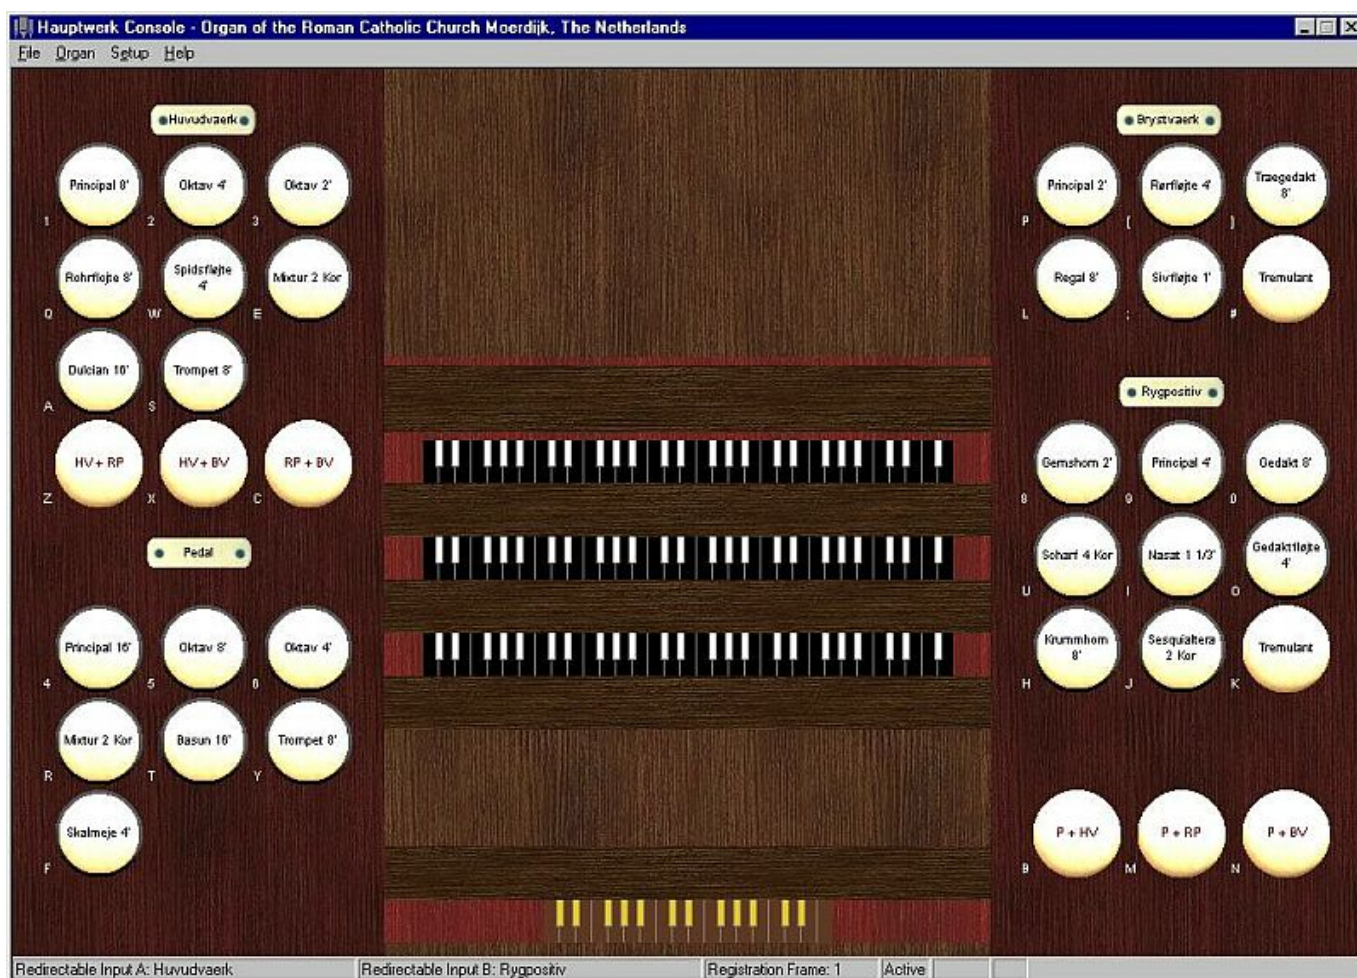 Hauptwerk Console - Organ of the Roman Catholic Church Moerdijk, The Netherlands
File Organ Setup Help
Huvudvaerk
Principal 8' Oktav 4' Oktav 2'
1 2 3
Rohrflojte 8' Spidsfløjte 4' Mixtur 2 Kor
Q W E
Dulcian 16' Trompet 8'
A S
HV + RP HV + BV RP + BV
Z X C
Pedal
Principal 16' Oktav 8' Oktav 4'
4 5 6
Mixtur 2 Kor Basun 16' Trompet 8'
R T Y
Skalmeje 4'
F
Brystvaerk
Principal 2' Rørfløjte 4' Traegedakt 8'
P [ ]
Regal 8' Sivfløjte 1' Tremulant
L ; #
Rygpositiv
Gemshorn 2' Principal 4' Gedakt 8'
8 9 0
Scharf 4 Kor Nasat 1 1/3' Gedaktfløjte 4'
U I O
Krummhorn 8' Sesquialtera 2 Kor Tremulant
H J K
P + HV P + RP P + BV
B M N
Redirectable Input A: Huvudvaerk Redirectable Input B: Rygpositiv Registration Frame: 1 Active